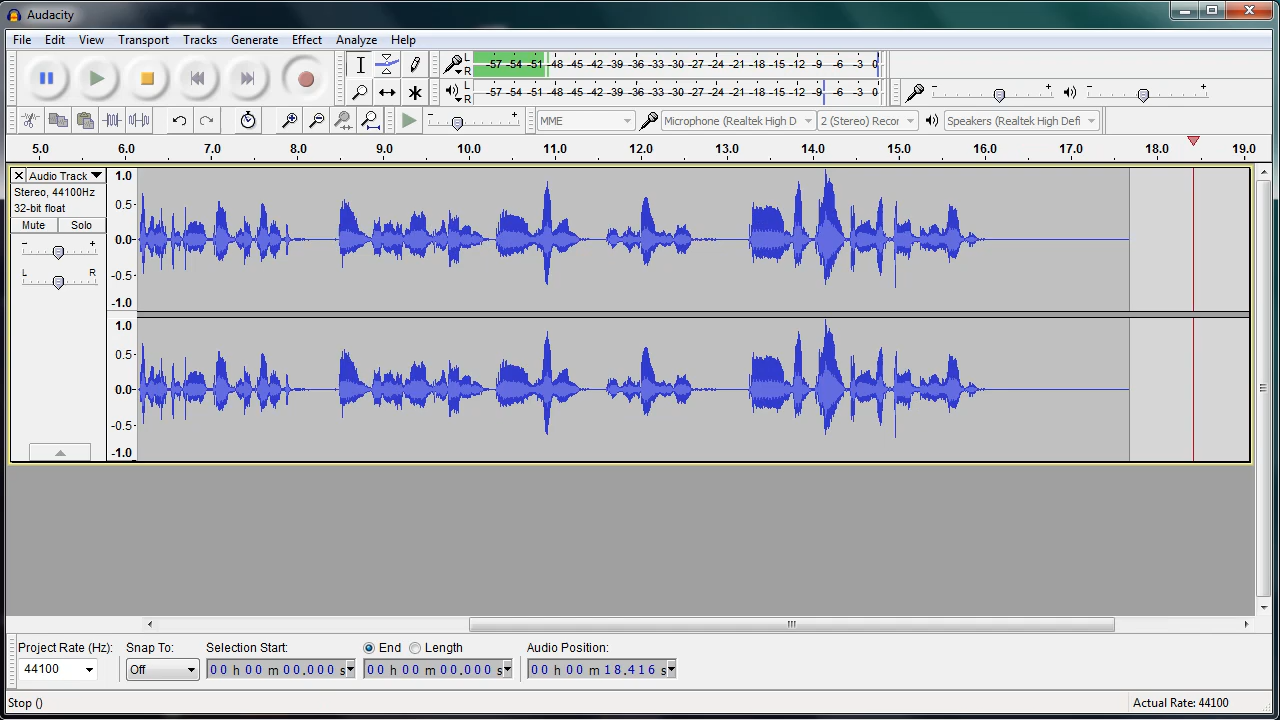 Audacity
File Edit View Transport Tracks Generate Effect Analyze Help
L R -57 -54 -51 -48 -45 -42 -39 -36 -33 -30 -27 -24 -21 -18 -15 -12 -9 -6 -3 0
L R -57 -54 -51 -48 -45 -42 -39 -36 -33 -30 -27 -24 -21 -18 -15 -12 -9 -6 -3 0
- + - +
- + MME Microphone (Realtek High D 2 (Stereo) Recor Speakers (Realtek High Defi
5.0 6.0 7.0 8.0 9.0 10.0 11.0 12.0 13.0 14.0 15.0 16.0 17.0 18.0 19.0
X Audio Track 1.0
Stereo, 44100Hz
32-bit float 0.5
Mute Solo
- + 0.0
L R -0.5
-1.0
1.0
0.5
0.0
-0.5
-1.0
Project Rate (Hz): Snap To: Selection Start: End Length Audio Position:
44100 Off 00 h 00 m 00.000 s 00 h 00 m 00.000 s 00 h 00 m 18.416 s
Stop () Actual Rate: 44100